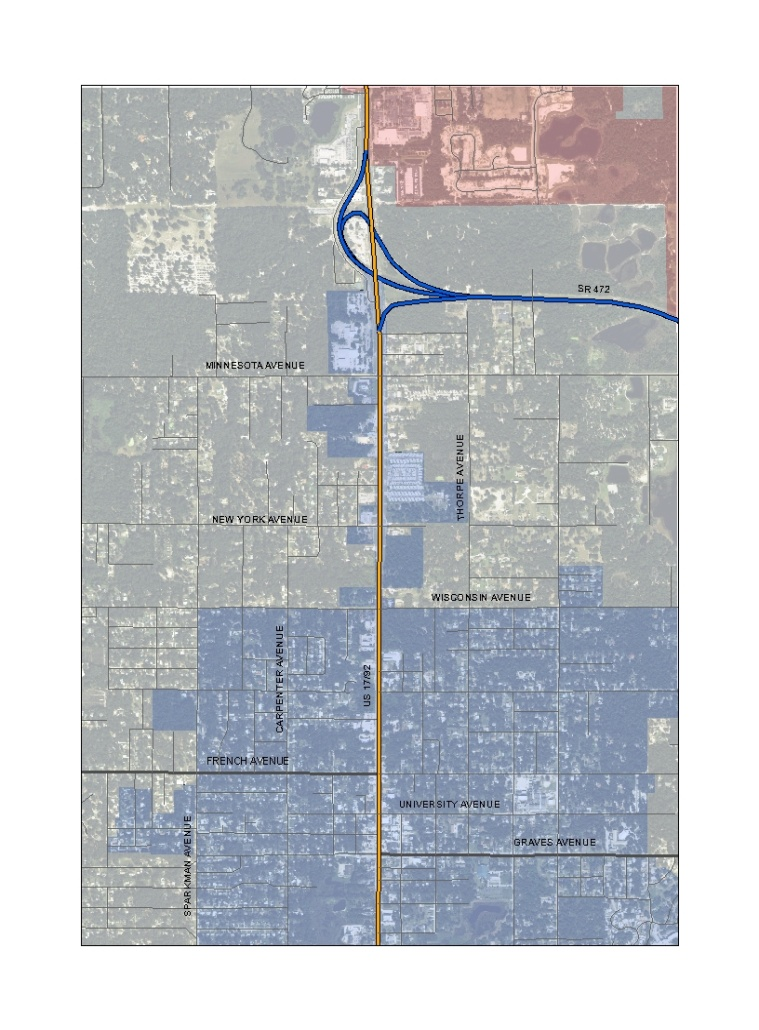 SR 472
MINNESOTA AVENUE
THORPE AVENUE
NEW YORK AVENUE
WISCONSIN AVENUE
CARPENTER AVENUE
US 17/92
FRENCH AVENUE
UNIVERSITY AVENUE
SPARKMAN AVENUE
GRAVES AVENUE